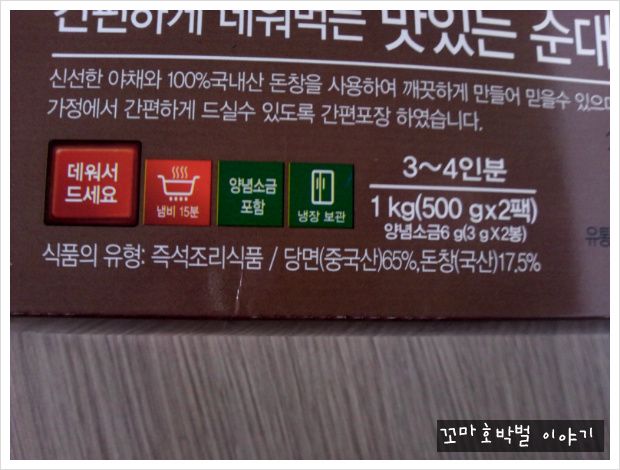 간편하게 데워먹는 맛있는 순대
신선한 야채와 100%국내산 돈창을 사용하여 깨끗하게 만들어 믿을수 있으며
가정에서 간편하게 드실수 있도록 간편포장 하였습니다.
데워서
드세요
냄비 15분
양념소금
포함
냉장 보관
3~4인분
1 kg(500 gx2팩)
양념소금6 g(3 gX2봉)
유통
식품의 유형: 즉석조리식품 / 당면(중국산)65%,돈창(국산)17.5%
꼬마호박벌 이야기